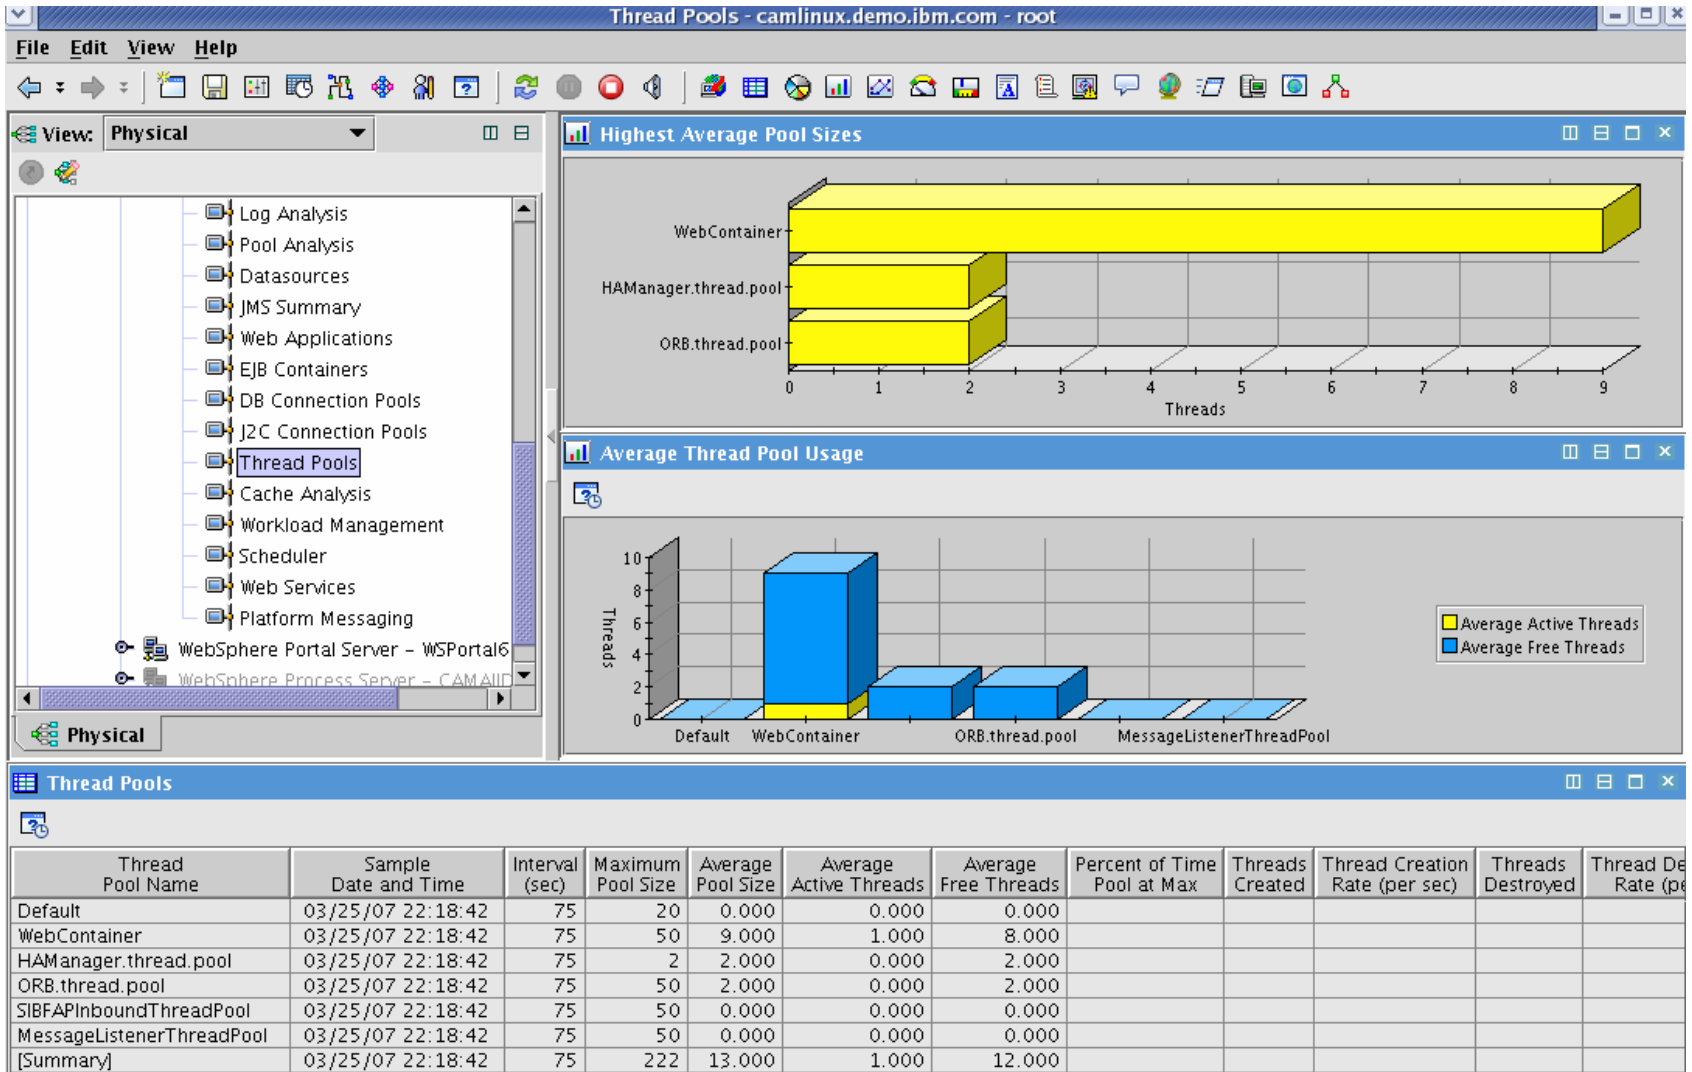 Thread Pools - camlinux.demo.ibm.com - root
File Edit View Help
View: Physical
Log Analysis
Pool Analysis
Datasources
JMS Summary
Web Applications
EJB Containers
DB Connection Pools
J2C Connection Pools
Thread Pools
Cache Analysis
Workload Management
Scheduler
Web Services
Platform Messaging
WebSphere Portal Server - WSPortal6
WebSphere Process Server - CAMAIID
Physical
Highest Average Pool Sizes
WebContainer
HAManager.thread.pool
ORB.thread.pool
0 1 2 3 4 5 6 7 8 9
Threads
Average Thread Pool Usage
10
8
6
4
2
0
Threads
Default WebContainer ORB.thread.pool MessageListenerThreadPool
Average Active Threads
Average Free Threads
Thread Pools
Thread Pool Name Sample Date and Time Interval (sec) Maximum Pool Size Average Pool Size Average Active Threads Average Free Threads Percent of Time Pool at Max Threads Created Thread Creation Rate (per sec) Threads Destroyed Thread De Rate (pe
Default 03/25/07 22:18:42 75 20 0.000 0.000 0.000
WebContainer 03/25/07 22:18:42 75 50 9.000 1.000 8.000
HAManager.thread.pool 03/25/07 22:18:42 75 2 2.000 0.000 2.000
ORB.thread.pool 03/25/07 22:18:42 75 50 2.000 0.000 2.000
SIBFAPInboundThreadPool 03/25/07 22:18:42 75 50 0.000 0.000 0.000
MessageListenerThreadPool 03/25/07 22:18:42 75 50 0.000 0.000 0.000
[Summary] 03/25/07 22:18:42 75 222 13.000 1.000 12.000